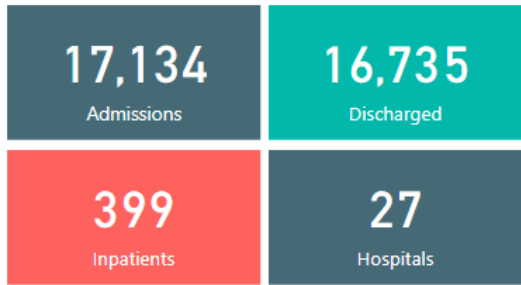 17,134
Admissions
16,735
Discharged
399
Inpatients
27
Hospitals